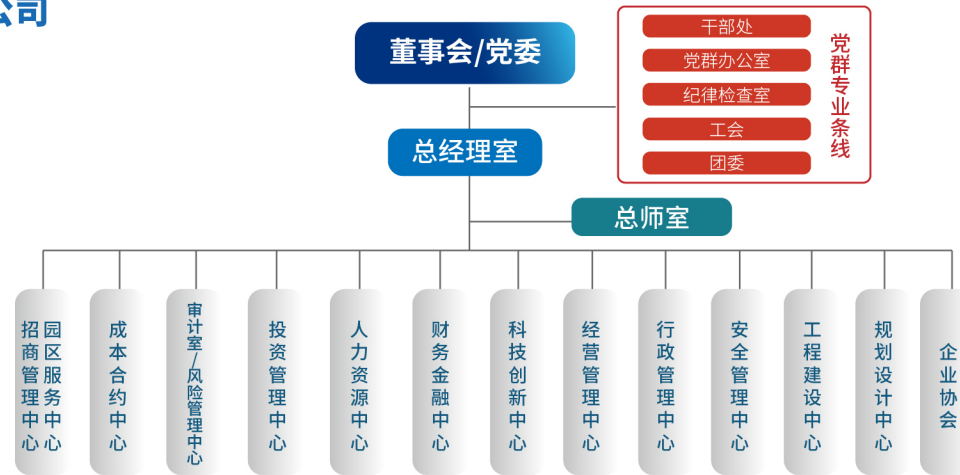 公司
董事会/党委
干部处
党群办公室
纪律检查室
工会
团委
党群专业条线
总经理室
总师室
招商管理中心
园区服务中心
成本合约中心
审计室/风险管理中心
投资管理中心
人力资源中心
财务金融中心
科技创新中心
经营管理中心
行政管理中心
安全管理中心
工程建设中心
规划设计中心
企业协会